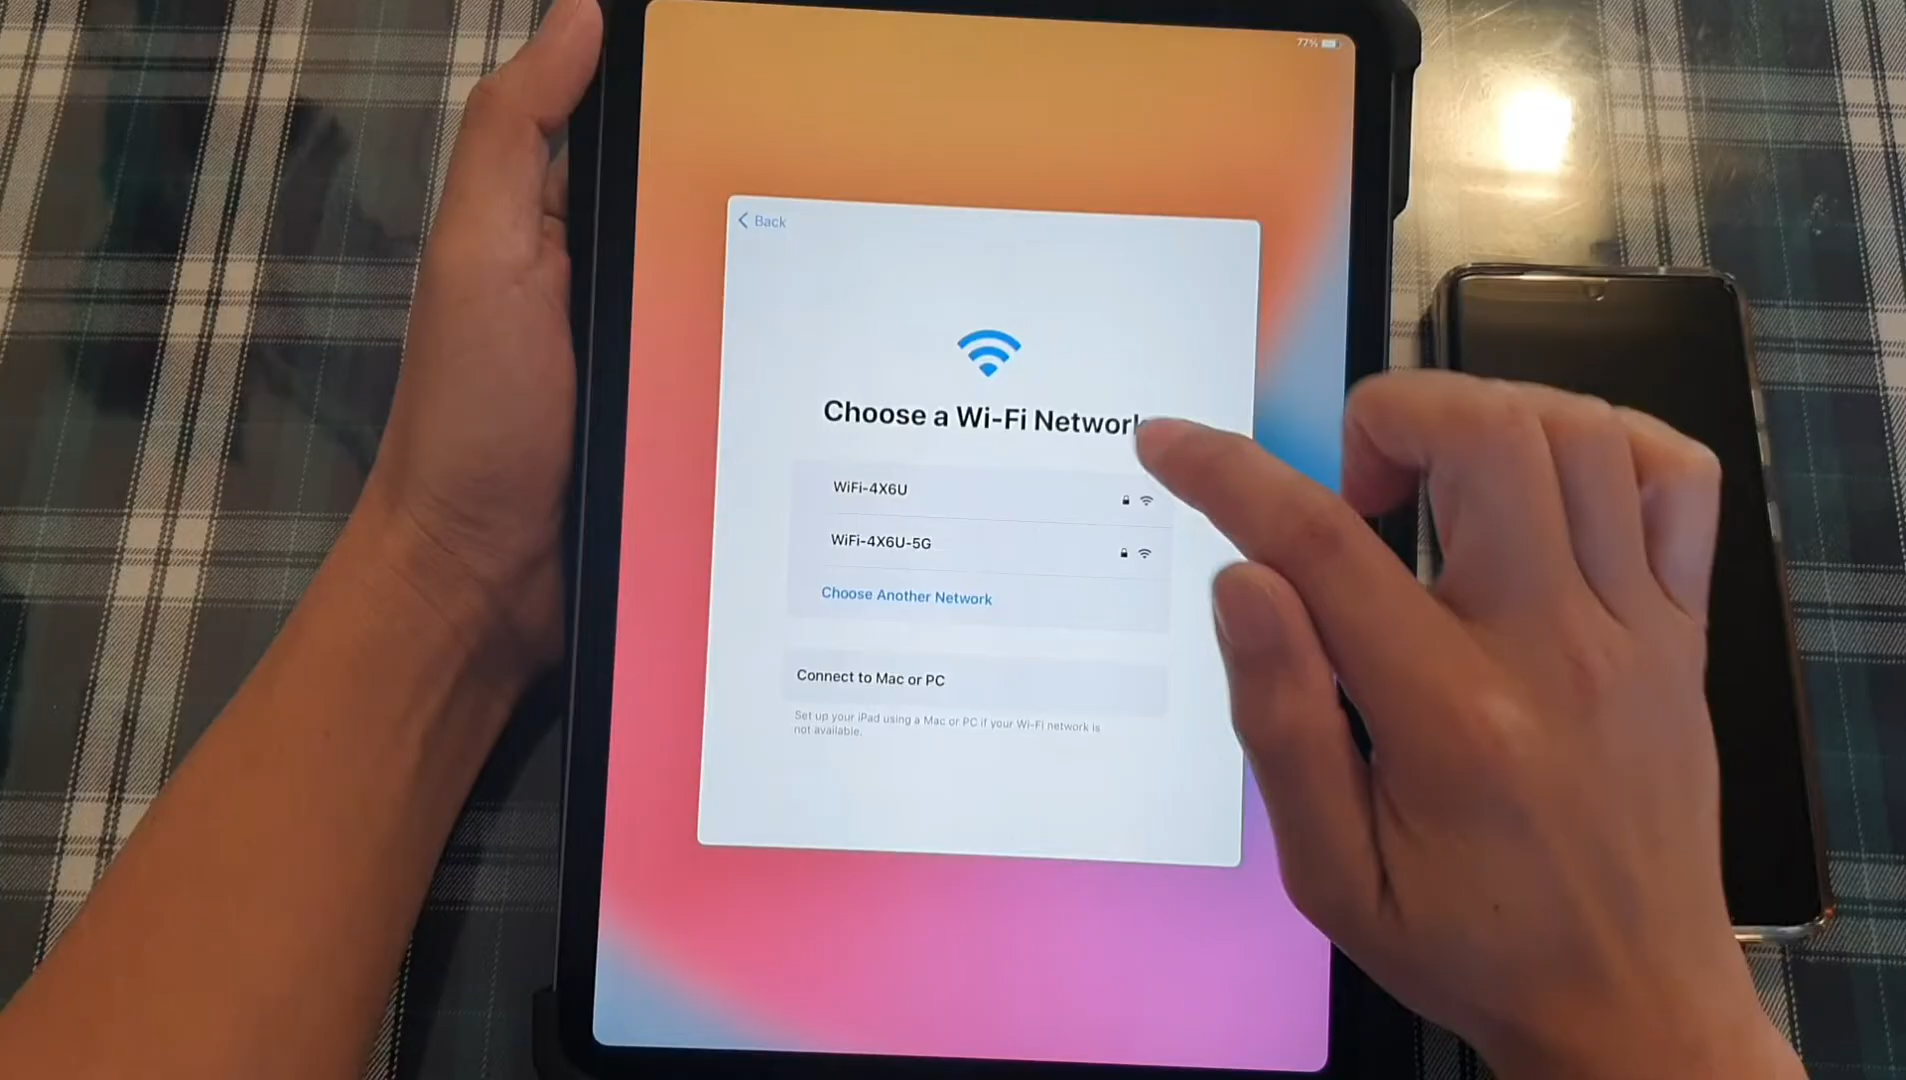 77%
Back
Choose a Wi-Fi Network
WiFi-4X6U
WiFi-4X6U-5G
Choose Another Network
Connect to Mac or PC
Set up your iPad using a Mac or PC if your Wi-Fi network is
not available.